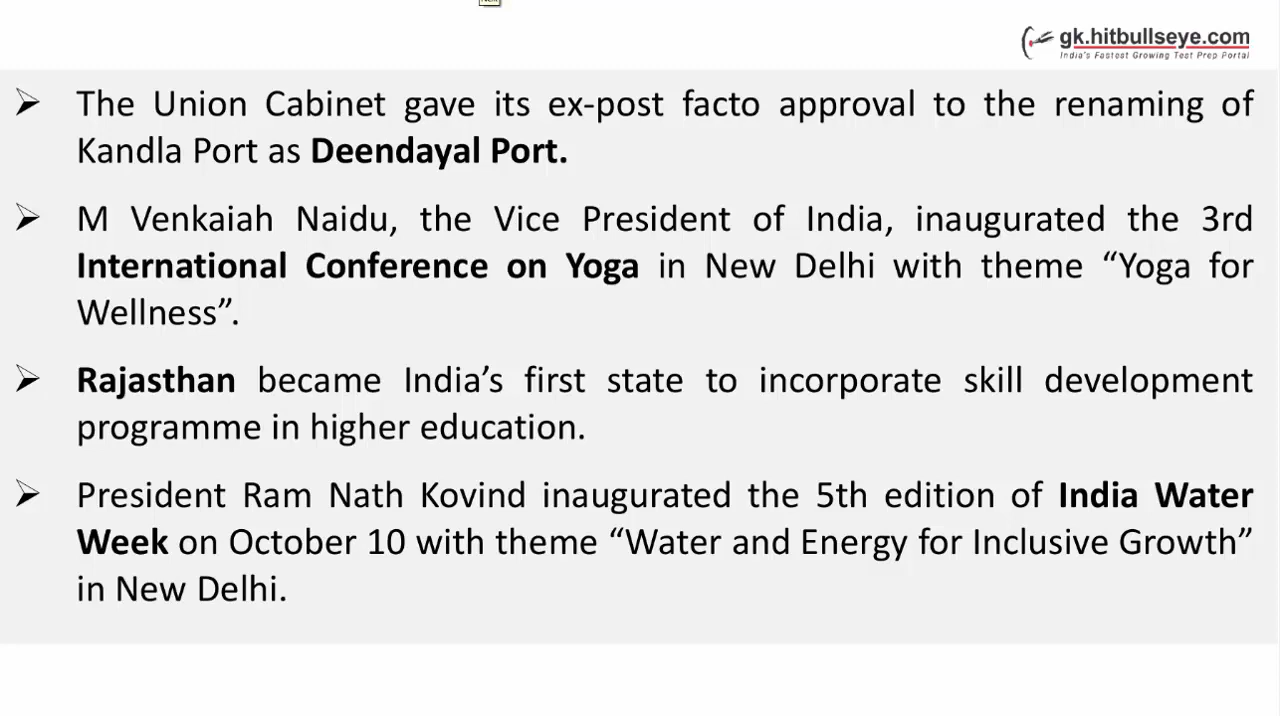 gk.hitbullseye.com
India's Fastest Growing Test Prep Portal
➢ The Union Cabinet gave its ex-post facto approval to the renaming of
Kandla Port as Deendayal Port.
➢ M Venkaiah Naidu, the Vice President of India, inaugurated the 3rd
International Conference on Yoga in New Delhi with theme “Yoga for
Wellness”.
➢ Rajasthan became India’s first state to incorporate skill development
programme in higher education.
➢ President Ram Nath Kovind inaugurated the 5th edition of India Water
Week on October 10 with theme “Water and Energy for Inclusive Growth”
in New Delhi.